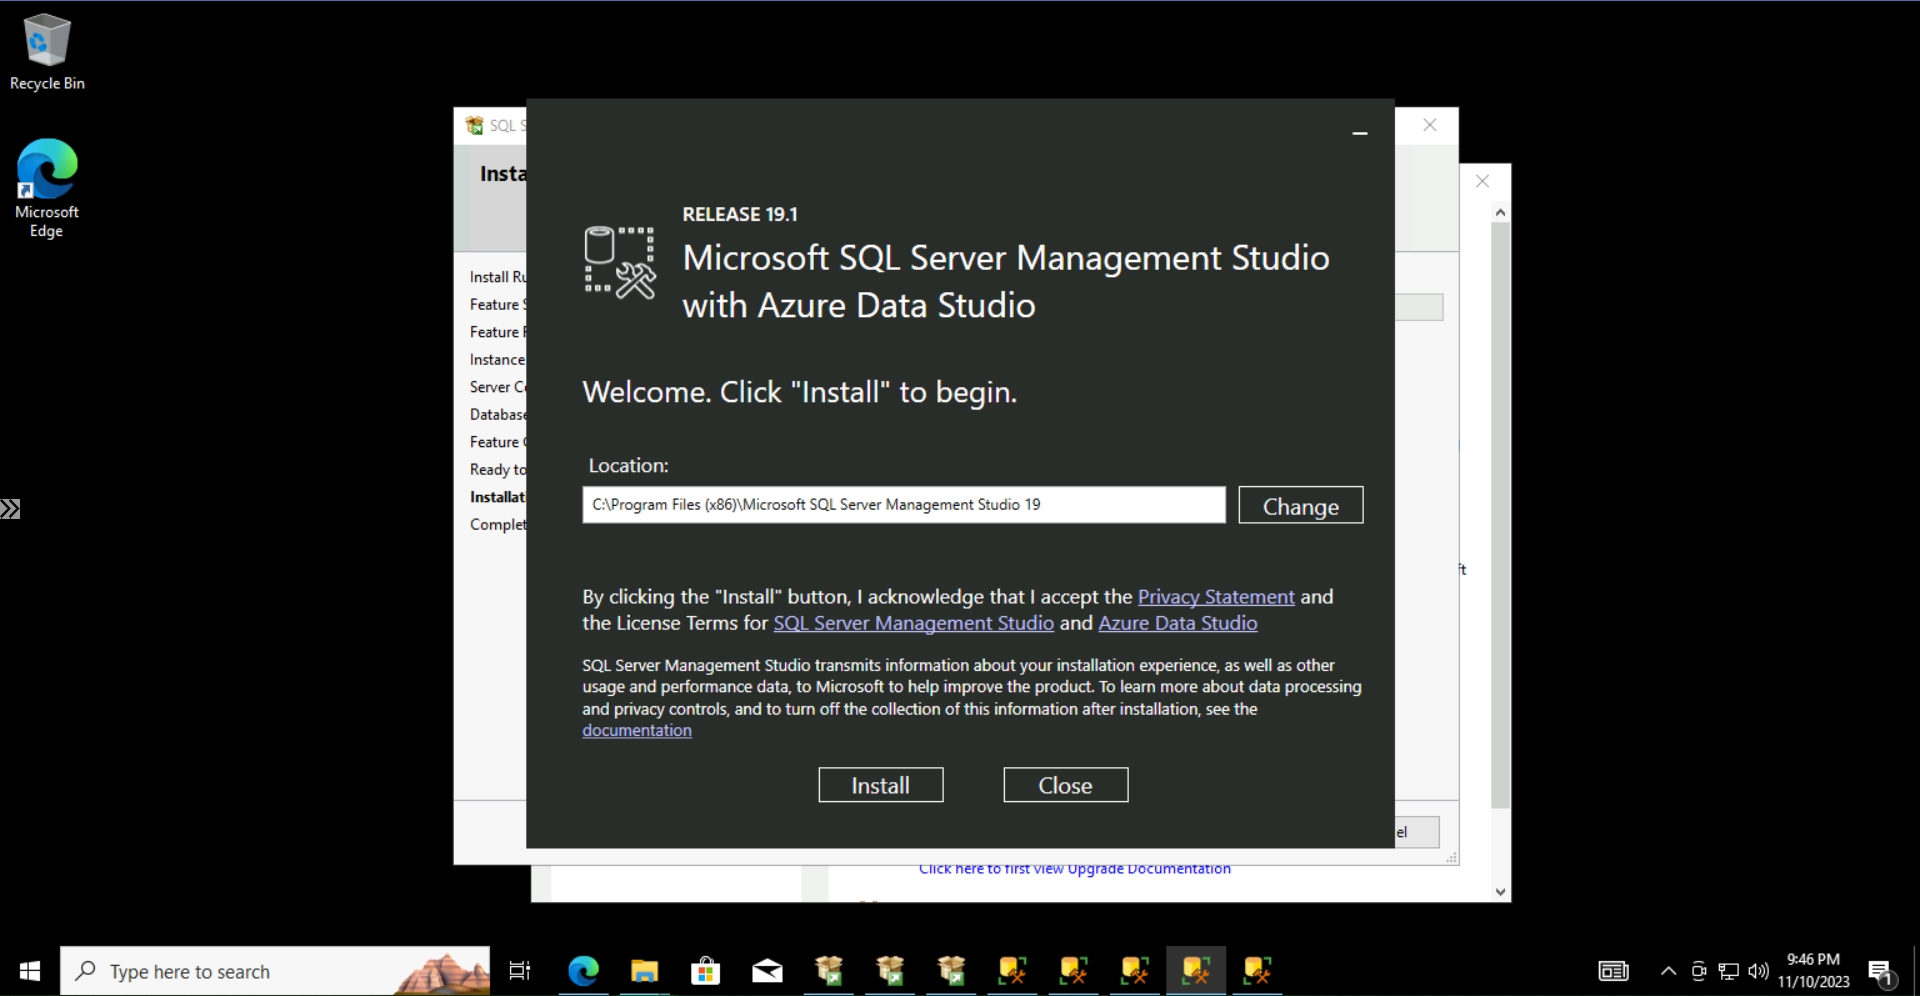 Recycle Bin
Microsoft
Edge
SQL S
Insta
Install Ru
Feature S
Feature
Instance
Server Co
Database
Feature
Ready to
Installat
Complet
RELEASE 19.1
Microsoft SQL Server Management Studio
with Azure Data Studio
Welcome. Click "Install" to begin.
Location:
C:\Program Files (x86)\Microsoft SQL Server Management Studio 19
Change
By clicking the "Install" button, I acknowledge that I accept the Privacy Statement and
the License Terms for SQL Server Management Studio and Azure Data Studio
SQL Server Management Studio transmits information about your installation experience, as well as other
usage and performance data, to Microsoft to help improve the product. To learn more about data processing
and privacy controls, and to turn off the collection of this information after installation, see the
documentation
Install
Close
ft
el
Click here to first view Upgrade Documentation
Type here to search
9:46 PM
11/10/2023
1